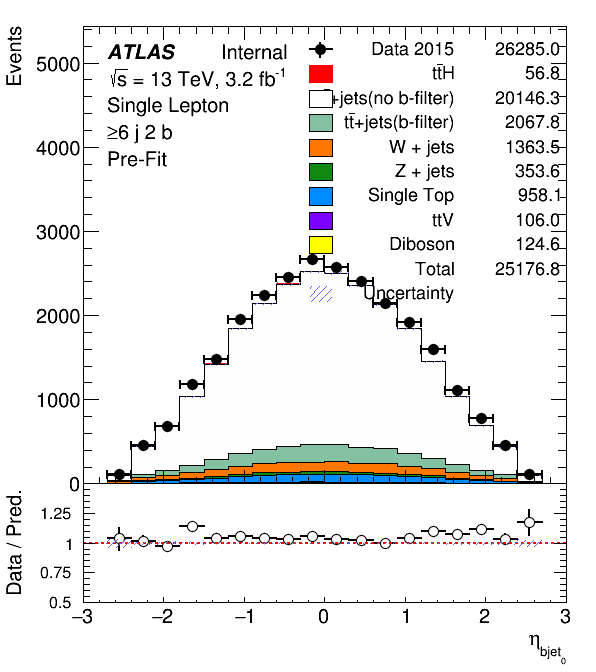 Events
5000
4000
3000
2000
1000
0
ATLAS Internal
√s = 13 TeV, 3.2 fb⁻¹
Single Lepton
≥6 j 2 b
Pre-Fit
Data 2015 26285.0
tt̄H 56.8
+jets(no b-filter) 20146.3
tt̄+jets(b-filter) 2067.8
W + jets 1363.5
Z + jets 353.6
Single Top 958.1
ttV 106.0
Diboson 124.6
Total 25176.8
Uncertainty
Data / Pred.
1.25
1
0.75
0.5
−3 −2 −1 0 1 2 3
η_bjet_0